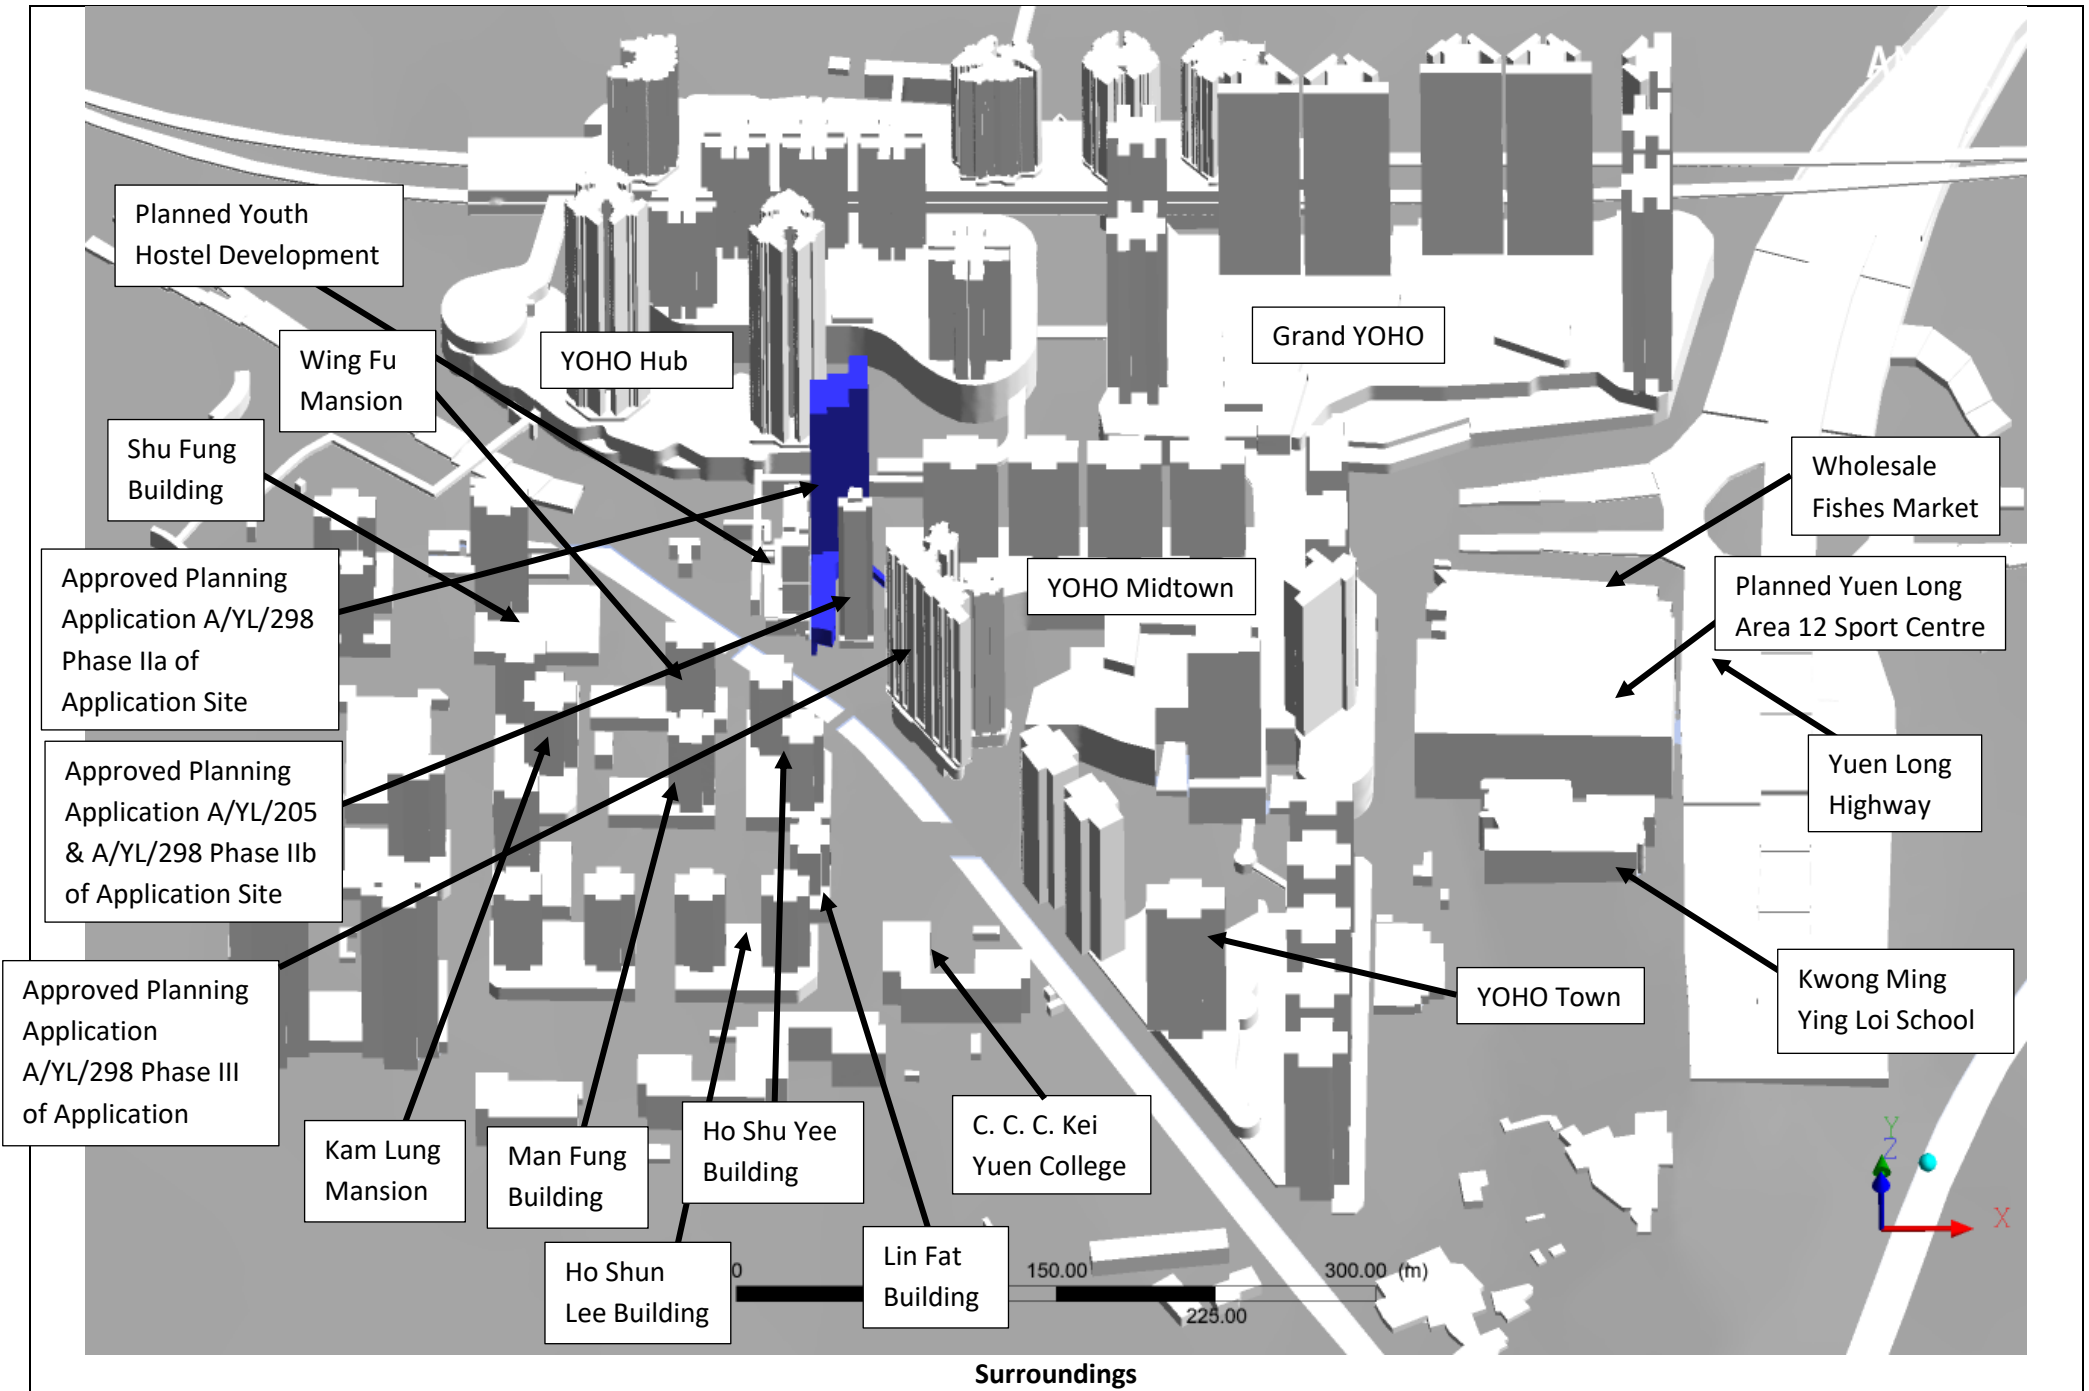 AN
Planned Youth
Hostel Development
Wing Fu
Mansion
YOHO Hub
Grand YOHO
Shu Fung
Building
Wholesale
Fishes Market
Approved Planning
Application A/YL/298
Phase IIa of
Application Site
YOHO Midtown
Planned Yuen Long
Area 12 Sport Centre
Yuen Long
Highway
Approved Planning
Application A/YL/205
& A/YL/298 Phase IIb
of Application Site
Approved Planning
Application
A/YL/298 Phase III
of Application
YOHO Town
Kwong Ming
Ying Loi School
Kam Lung
Mansion
Man Fung
Building
Ho Shu Yee
Building
C. C. C. Kei
Yuen College
Ho Shun
Lee Building
Lin Fat
Building
0
150.00
300.00 (m)
225.00
Y
Z
X
Surroundings